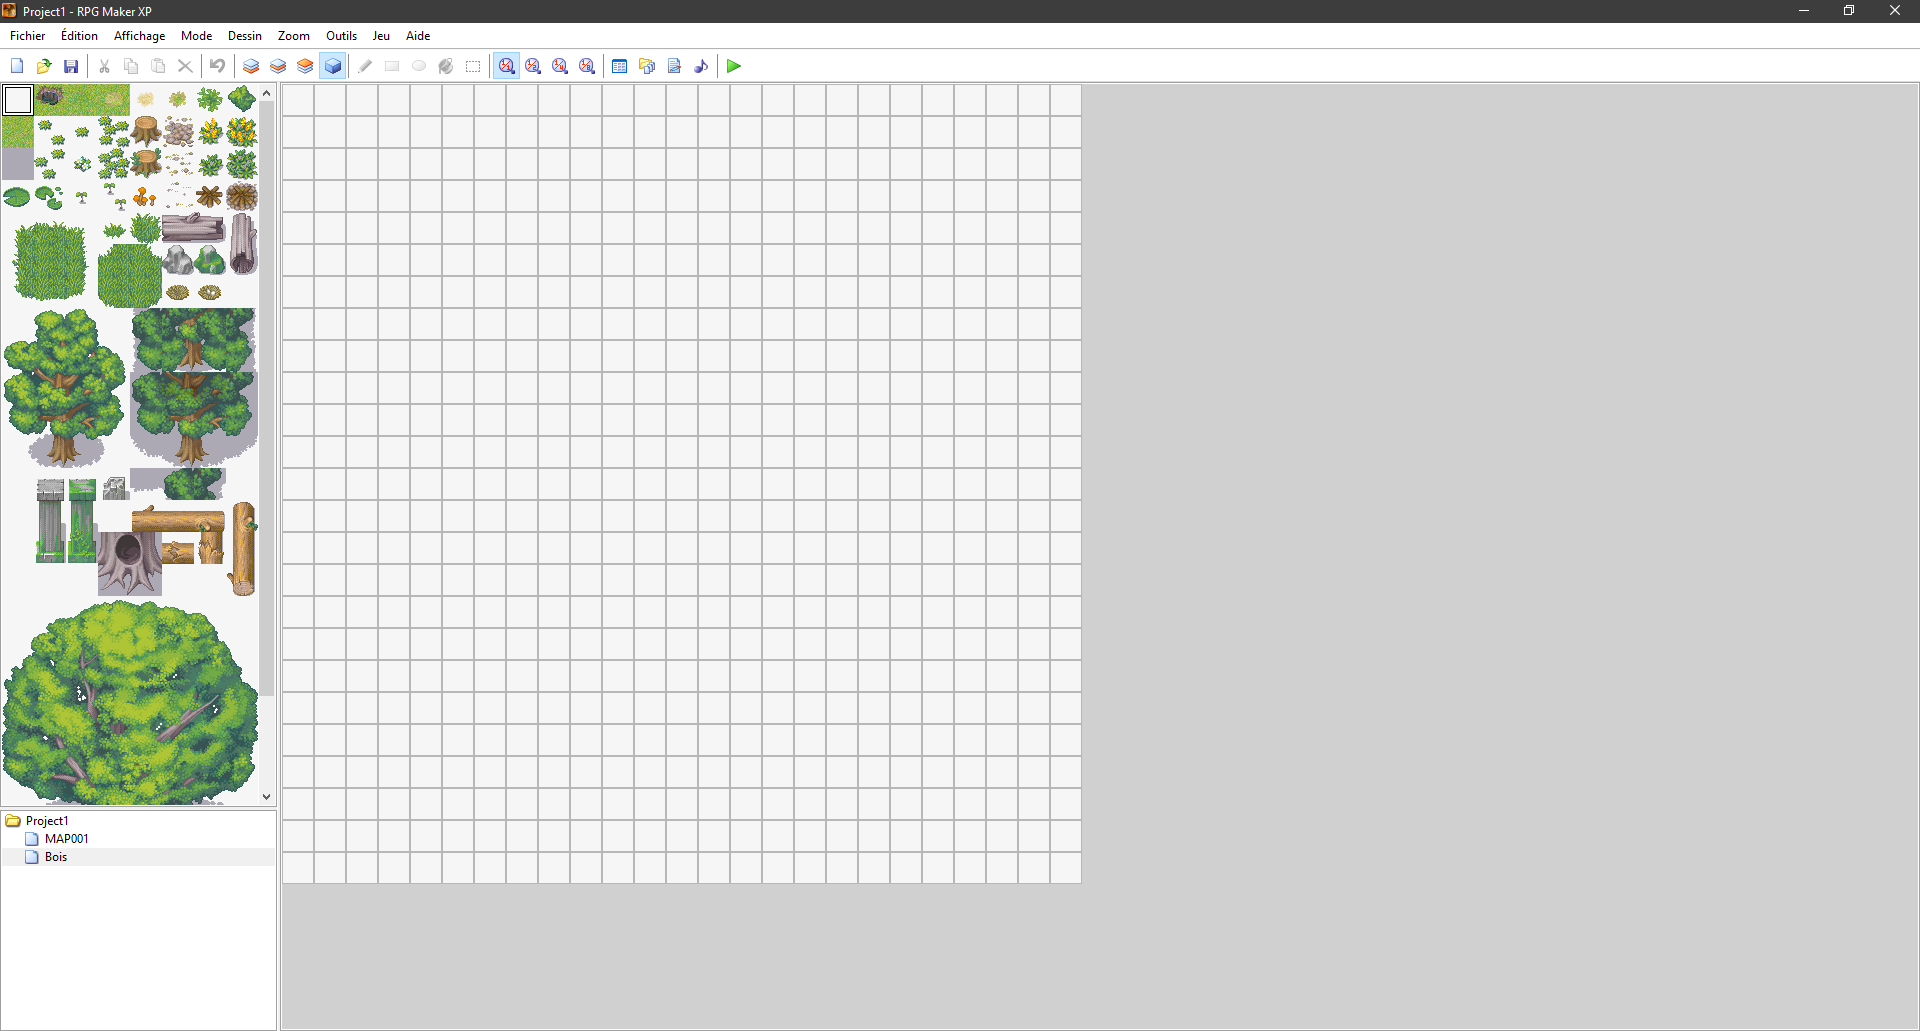 Project1 - RPG Maker XP
Fichier Édition Affichage Mode Dessin Zoom Outils Jeu Aide
Project1
MAP001
Bois